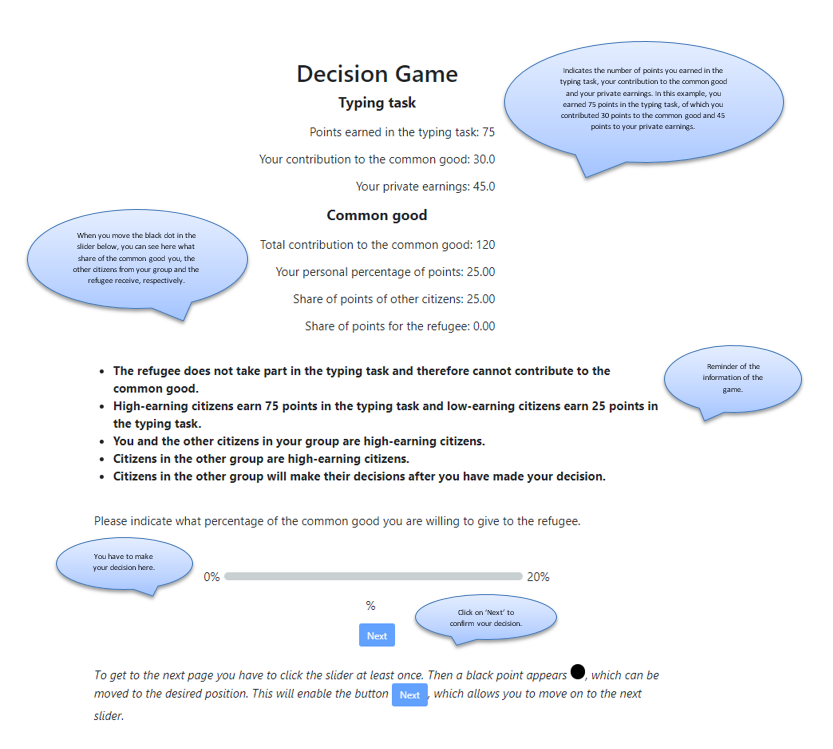 Decision Game
Typing task
Indicates the number of points you earned in the
typing task, your contribution to the common good
and your private earnings. In this example, you
earned 75 points in the typing task, of which you
contributed 30 points to the common good and 45
points to your private earnings.
Points earned in the typing task: 75
Your contribution to the common good: 30.0
Your private earnings: 45.0
Common good
When you move the black dot in the
slider below, you can see here what
share of the common good you, the
other citizens from your group and the
refugee receive, respectively.
Total contribution to the common good: 120
Your personal percentage of points: 25.00
Share of points of other citizens: 25.00
Share of points for the refugee: 0.00
Reminder of the
information of the
game.
• The refugee does not take part in the typing task and therefore cannot contribute to the
common good.
• High-earning citizens earn 75 points in the typing task and low-earning citizens earn 25 points in
the typing task.
• You and the other citizens in your group are high-earning citizens.
• Citizens in the other group are high-earning citizens.
• Citizens in the other group will make their decisions after you have made your decision.
Please indicate what percentage of the common good you are willing to give to the refugee.
You have to make
your decision here.
0% 20%
%
Click on 'Next' to
confirm your decision.
Next
To get to the next page you have to click the slider at least once. Then a black point appears , which can be
moved to the desired position. This will enable the button Next, which allows you to move on to the next
slider.